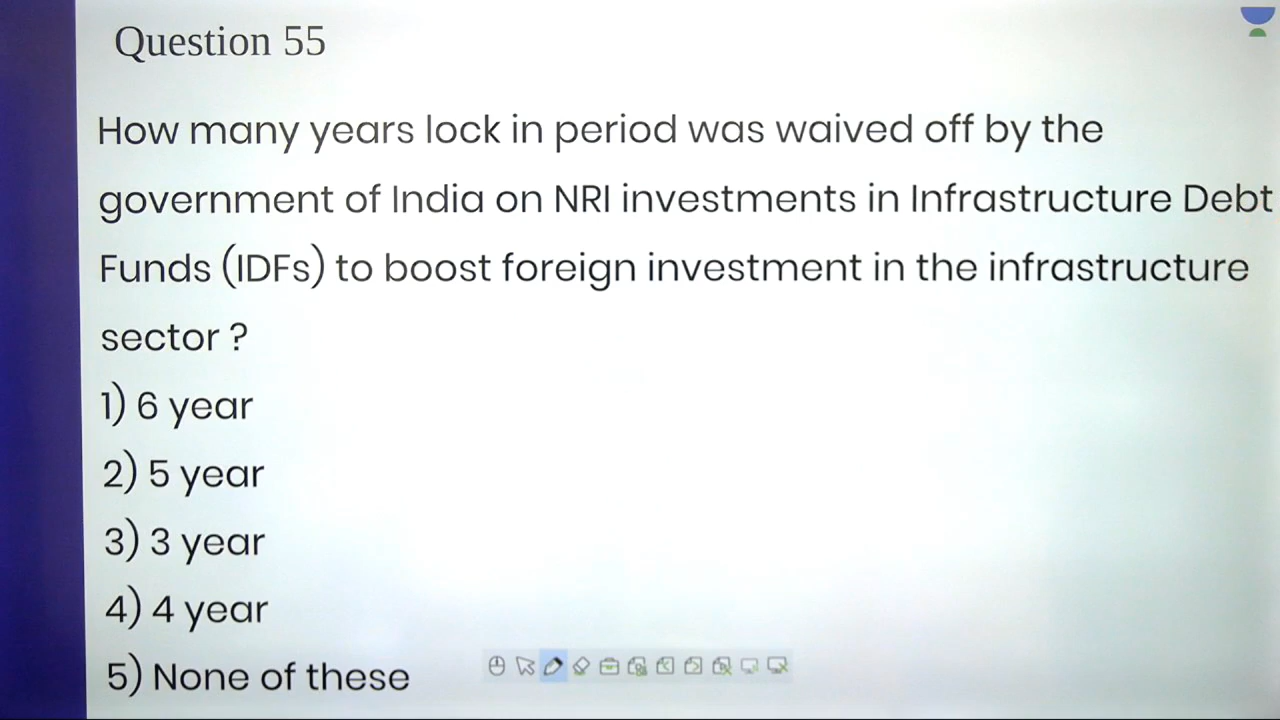 Question 55
How many years lock in period was waived off by the
government of India on NRI investments in Infrastructure Debt
Funds (IDFs) to boost foreign investment in the infrastructure
sector ?
1) 6 year
2) 5 year
3) 3 year
4) 4 year
5) None of these